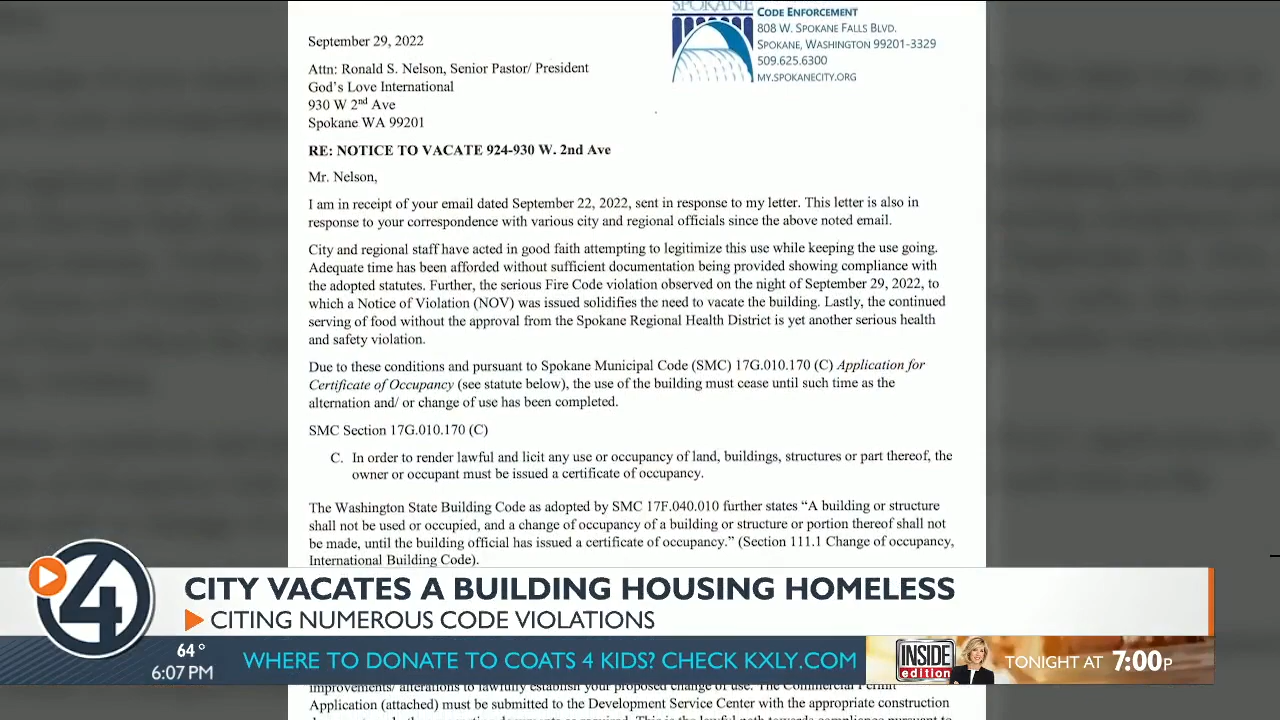 SPOKANE
CODE ENFORCEMENT
808 W. SPOKANE FALLS BLVD.
SPOKANE, WASHINGTON 99201-3329
509.625.6300
MY.SPOKANECITY.ORG
September 29, 2022
Attn: Ronald S. Nelson, Senior Pastor/ President
God's Love International
930 W 2nd Ave
Spokane WA 99201
RE: NOTICE TO VACATE 924-930 W. 2nd Ave
Mr. Nelson,
I am in receipt of your email dated September 22, 2022, sent in response to my letter. This letter is also in
response to your correspondence with various city and regional officials since the above noted email.
City and regional staff have acted in good faith attempting to legitimize this use while keeping the use going.
Adequate time has been afforded without sufficient documentation being provided showing compliance with
the adopted statutes. Further, the serious Fire Code violation observed on the night of September 29, 2022, to
which a Notice of Violation (NOV) was issued solidifies the need to vacate the building. Lastly, the continued
serving of food without the approval from the Spokane Regional Health District is yet another serious health
and safety violation.
Due to these conditions and pursuant to Spokane Municipal Code (SMC) 17G.010.170 (C) Application for
Certificate of Occupancy (see statute below), the use of the building must cease until such time as the
alternation and/ or change of use has been completed.
SMC Section 17G.010.170 (C)
C. In order to render lawful and licit any use or occupancy of land, buildings, structures or part thereof, the
owner or occupant must be issued a certificate of occupancy.
The Washington State Building Code as adopted by SMC 17F.040.010 further states “A building or structure
shall not be used or occupied, and a change of occupancy of a building or structure or portion thereof shall not
be made, until the building official has issued a certificate of occupancy.” (Section 111.1 Change of occupancy,
International Building Code).
4
CITY VACATES A BUILDING HOUSING HOMELESS
CITING NUMEROUS CODE VIOLATIONS
64°
6:07 PM
WHERE TO DONATE TO COATS 4 KIDS? CHECK KXLY.COM
INSIDE
edition
TONIGHT AT 7:00P
improvements/ alterations to lawfully establish your proposed change of use. The Commercial Permit
Application (attached) must be submitted to the Development Service Center with the appropriate construction